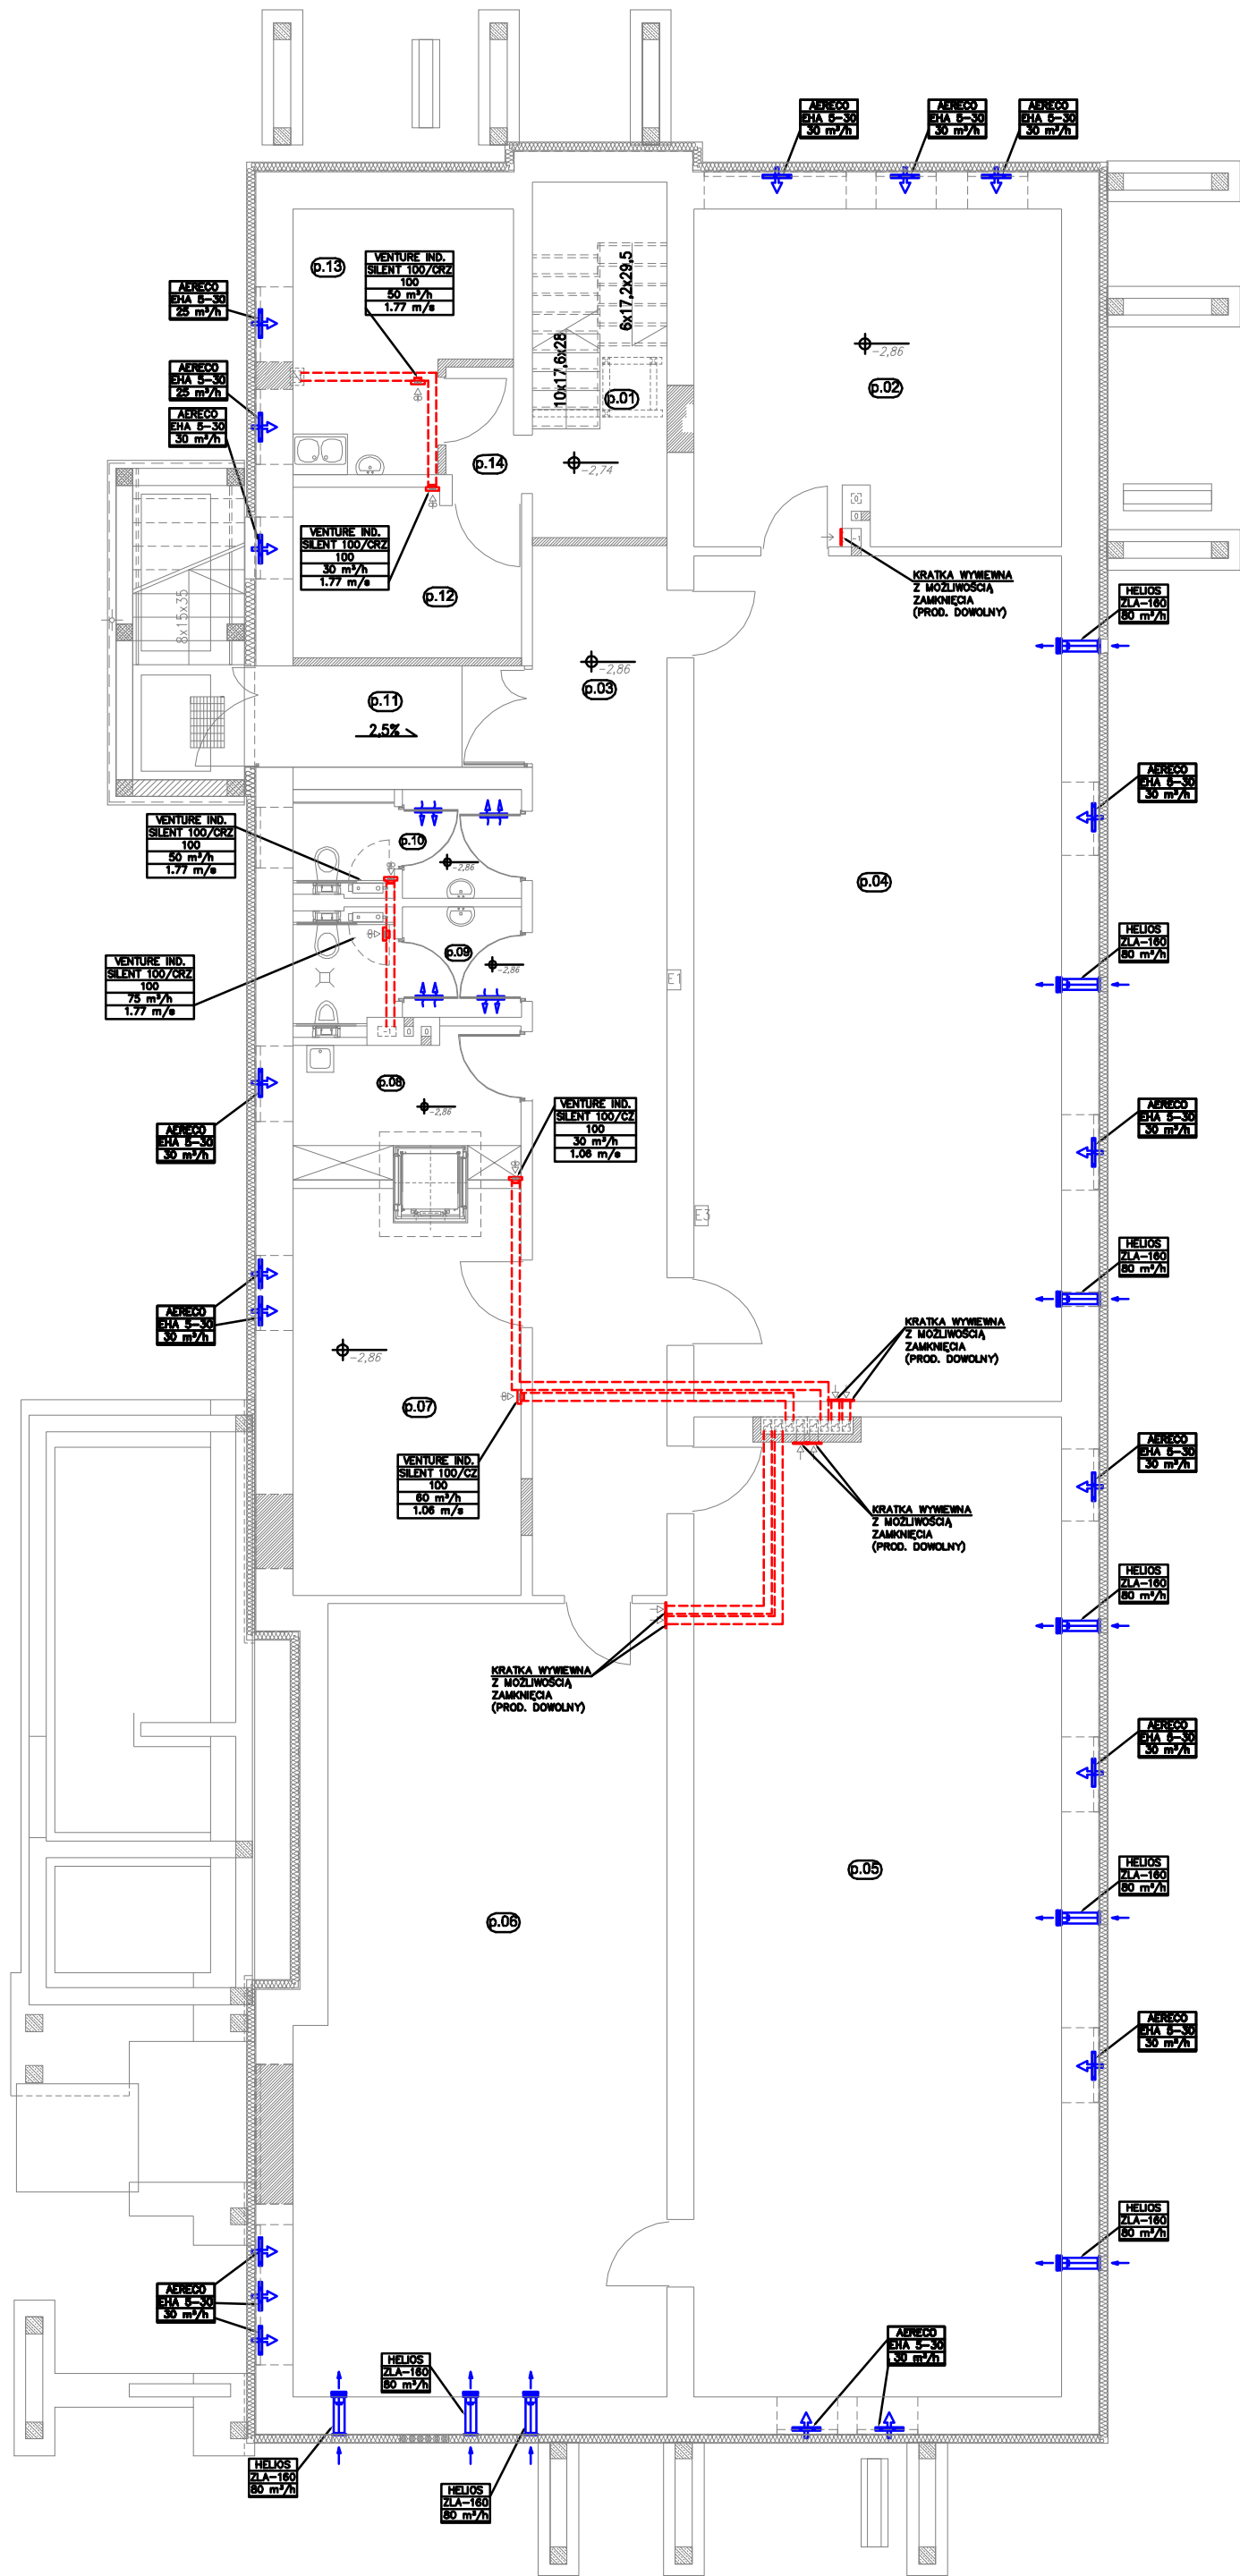 AERECO
EHA 5-30
30 m³/h
AERECO
EHA 5-30
30 m³/h
AERECO
EHA 5-30
30 m³/h
p.13
VENTURE IND.
SILENT 100/CRZ
100
50 m³/h
1.77 m/s
AERECO
EHA 5-30
25 m³/h
6x17,2x29,5
10x17,6x28
-2,86
p.02
AERECO
EHA 5-30
25 m³/h
p.01
AERECO
EHA 5-30
30 m³/h
p.14
-2,74
VENTURE IND.
SILENT 100/CRZ
100
30 m³/h
1.77 m/s
KRATKA WYWIEWNA
Z MOŻLIWOŚCIĄ
ZAMKNIĘCIA
(PROD. DOWOLNY)
p.12
8x15x35
HELIOS
ZLA-160
80 m³/h
-2,86
p.03
p.11
2,5%
AERECO
EHA 5-30
30 m³/h
VENTURE IND.
SILENT 100/CRZ
100
50 m³/h
1.77 m/s
p.10
-2,86
p.04
HELIOS
ZLA-160
80 m³/h
p.09
-2,86
VENTURE IND.
SILENT 100/CRZ
100
75 m³/h
1.77 m/s
E1
p.08
-2,86
VENTURE IND.
SILENT 100/CZ
100
30 m³/h
1.06 m/s
AERECO
EHA 5-30
30 m³/h
AERECO
EHA 5-30
30 m³/h
E3
HELIOS
ZLA-160
80 m³/h
AERECO
EHA 5-30
30 m³/h
KRATKA WYWIEWNA
Z MOŻLIWOŚCIĄ
ZAMKNIĘCIA
(PROD. DOWOLNY)
-2,86
p.07
AERECO
EHA 5-30
30 m³/h
VENTURE IND.
SILENT 100/CZ
100
60 m³/h
1.06 m/s
KRATKA WYWIEWNA
Z MOŻLIWOŚCIĄ
ZAMKNIĘCIA
(PROD. DOWOLNY)
HELIOS
ZLA-160
80 m³/h
KRATKA WYWIEWNA
Z MOŻLIWOŚCIĄ
ZAMKNIĘCIA
(PROD. DOWOLNY)
AERECO
EHA 5-30
30 m³/h
p.05
HELIOS
ZLA-160
80 m³/h
p.06
AERECO
EHA 5-30
30 m³/h
HELIOS
ZLA-160
80 m³/h
AERECO
EHA 5-30
30 m³/h
AERECO
EHA 5-30
30 m³/h
HELIOS
ZLA-160
80 m³/h
HELIOS
ZLA-160
80 m³/h
HELIOS
ZLA-160
80 m³/h